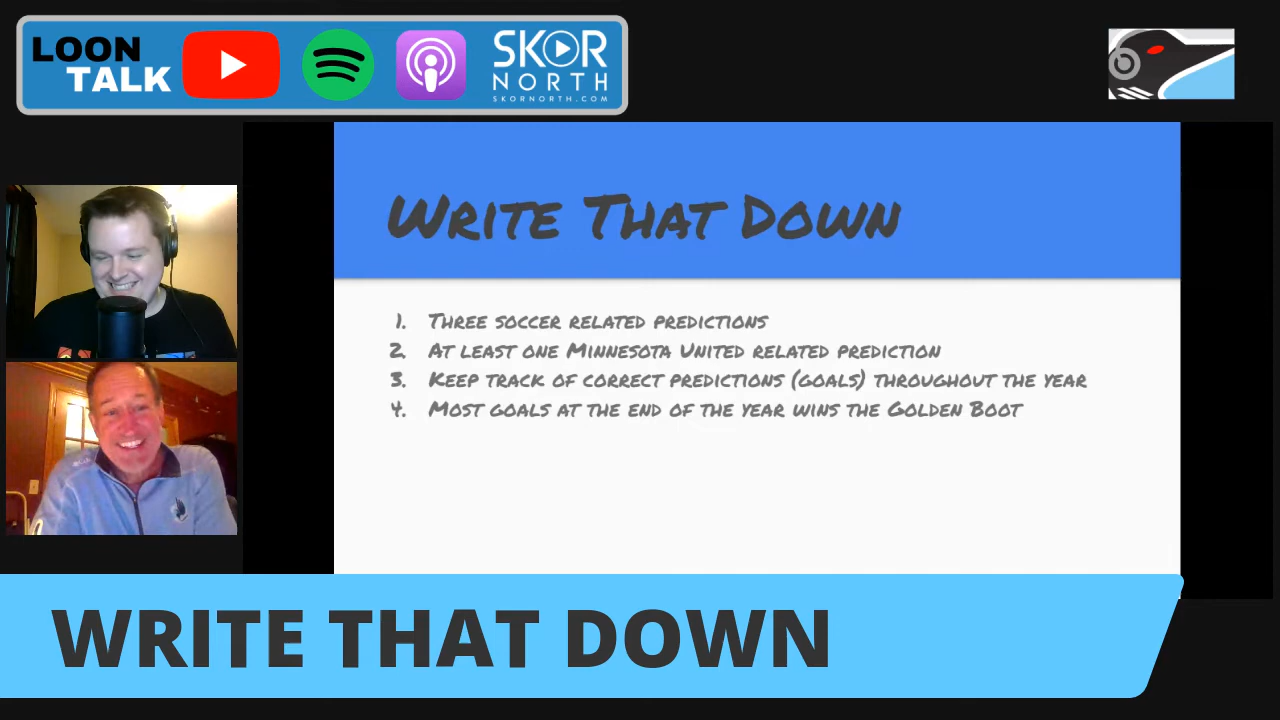 LOON
TALK
SKOR
NORTH
SKORNORTH.COM
WRITE THAT DOWN
1. THREE SOCCER RELATED PREDICTIONS
2. AT LEAST ONE MINNESOTA UNITED RELATED PREDICTION
3. KEEP TRACK OF CORRECT PREDICTIONS (GOALS) THROUGHOUT THE YEAR
4. MOST GOALS AT THE END OF THE YEAR WINS THE GOLDEN BOOT
WRITE THAT DOWN